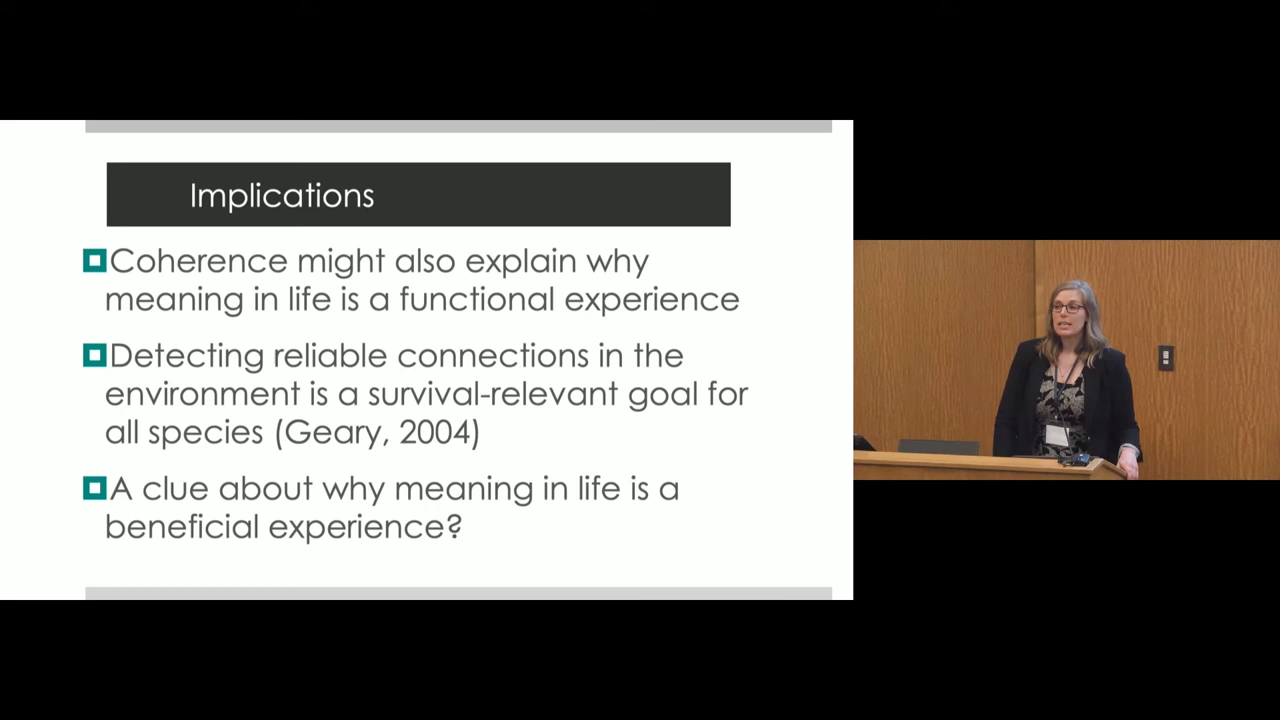 Implications
Coherence might also explain why
meaning in life is a functional experience
Detecting reliable connections in the
environment is a survival-relevant goal for
all species (Geary, 2004)
A clue about why meaning in life is a
beneficial experience?